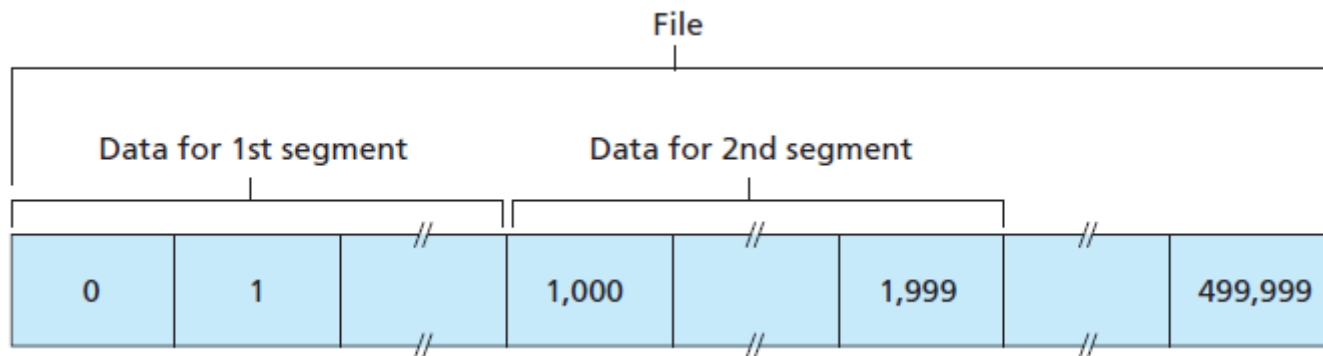 File
Data for 1st segment Data for 2nd segment
0 1 1,000 1,999 499,999